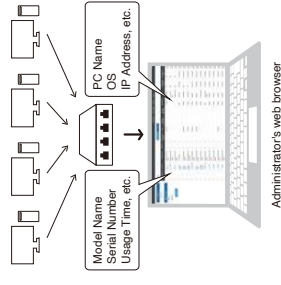 PC Name
OS
IP Address, etc.
Model Name
Serial Number
Usage Time, etc.
Administrator's web browser